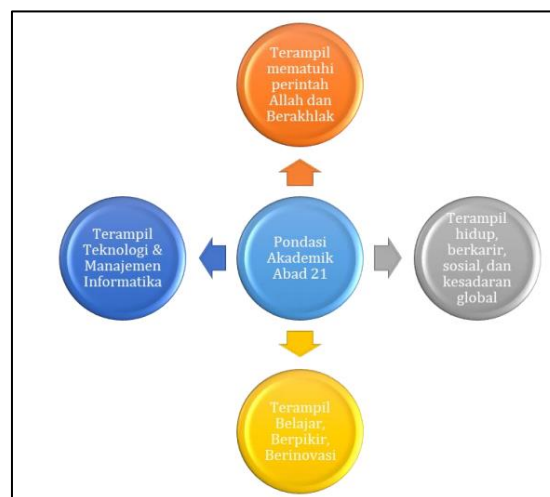 Terampil
mematuhi
perintah
Allah dan
Berakhlak
Terampil
Teknologi &
Manajemen
Informatika
Pondasi
Akademik
Abad 21
Terampil
hidup,
berkarir,
sosial, dan
kesadaran
global
Terampil
Belajar,
Berpikir,
Berinovasi